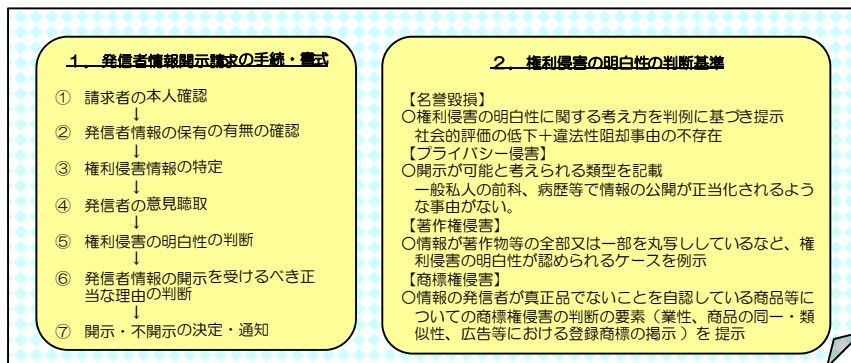 １．発信者情報開示請求の手続・書式
① 請求者の本人確認
↓
② 発信者情報の保有の有無の確認
↓
③ 権利侵害情報の特定
↓
④ 発信者の意見聴取
↓
⑤ 権利侵害の明白性の判断
↓
⑥ 発信者情報の開示を受けるべき正
当な理由の判断
↓
⑦ 開示・不開示の決定・通知
２．権利侵害の明白性の判断基準
【名誉毀損】
○権利侵害の明白性に関する考え方を判例に基づき提示
社会的評価の低下＋違法性阻却事由の不存在
【プライバシー侵害】
○開示が可能と考えられる類型を記載
一般私人の前科、病歴等で情報の公開が正当化されるよう
な事由がない。
【著作権侵害】
○情報が著作物等の全部又は一部を丸写ししているなど、権
利侵害の明白性が認められるケースを例示
【商標権侵害】
○情報の発信者が真正品でないことを自認している商品等に
ついての商標権侵害の判断の要素（業性、商品の同一・類
似性、広告等における登録商標の掲示）を 提示